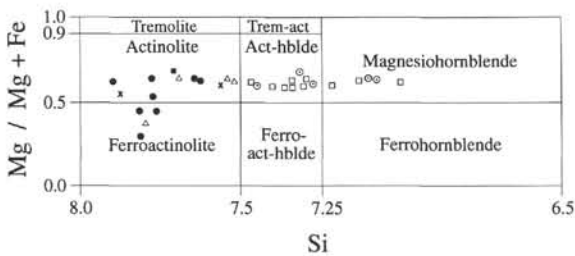 1.0
Tremolite
Trem-act
0.9
Actinolite
Act-hblde
Magnesiohornblende
0.5
Ferroactinolite
Ferro-
act-hblde
Ferrohornblende
0.0
8.0
7.5
7.25
6.5
Si
Mg / Mg + Fe